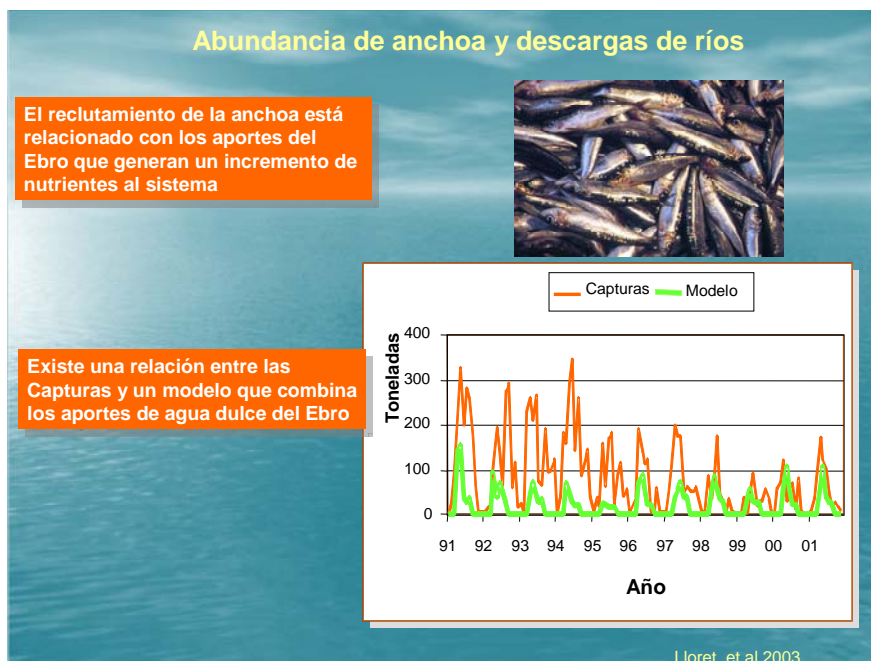 Abundancia de anchoa y descargas de ríos
El reclutamiento de la anchoa está
relacionado con los aportes del
Ebro que generan un incremento de
nutrientes al sistema
Existe una relación entre las
Capturas y un modelo que combina
los aportes de agua dulce del Ebro
Capturas Modelo
Toneladas
400
300
200
100
0
91 92 93 94 95 96 97 98 99 00 01
Año
Lloret, et al 2003